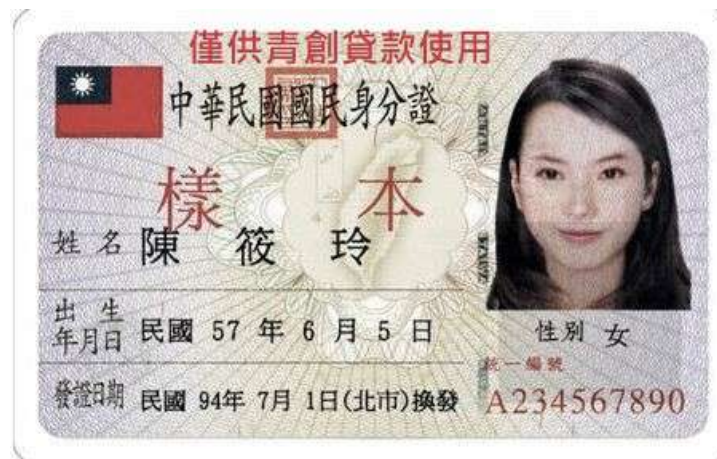 僅供青創貸款使用
中華民國國民身分證
樣本
姓名 陳筱玲
出生年月日 民國 57 年 6 月 5 日
性別 女
統一編號
發證日期 民國 94年 7月 1日(北市)換發
A234567890